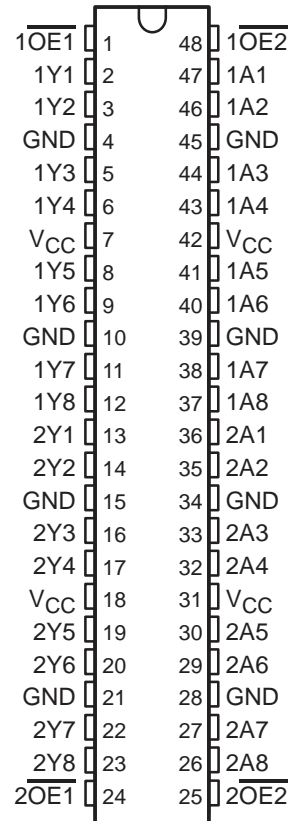 1OE1 1 48 1OE2
1Y1 2 47 1A1
1Y2 3 46 1A2
GND 4 45 GND
1Y3 5 44 1A3
1Y4 6 43 1A4
VCC 7 42 VCC
1Y5 8 41 1A5
1Y6 9 40 1A6
GND 10 39 GND
1Y7 11 38 1A7
1Y8 12 37 1A8
2Y1 13 36 2A1
2Y2 14 35 2A2
GND 15 34 GND
2Y3 16 33 2A3
2Y4 17 32 2A4
VCC 18 31 VCC
2Y5 19 30 2A5
2Y6 20 29 2A6
GND 21 28 GND
2Y7 22 27 2A7
2Y8 23 26 2A8
2OE1 24 25 2OE2